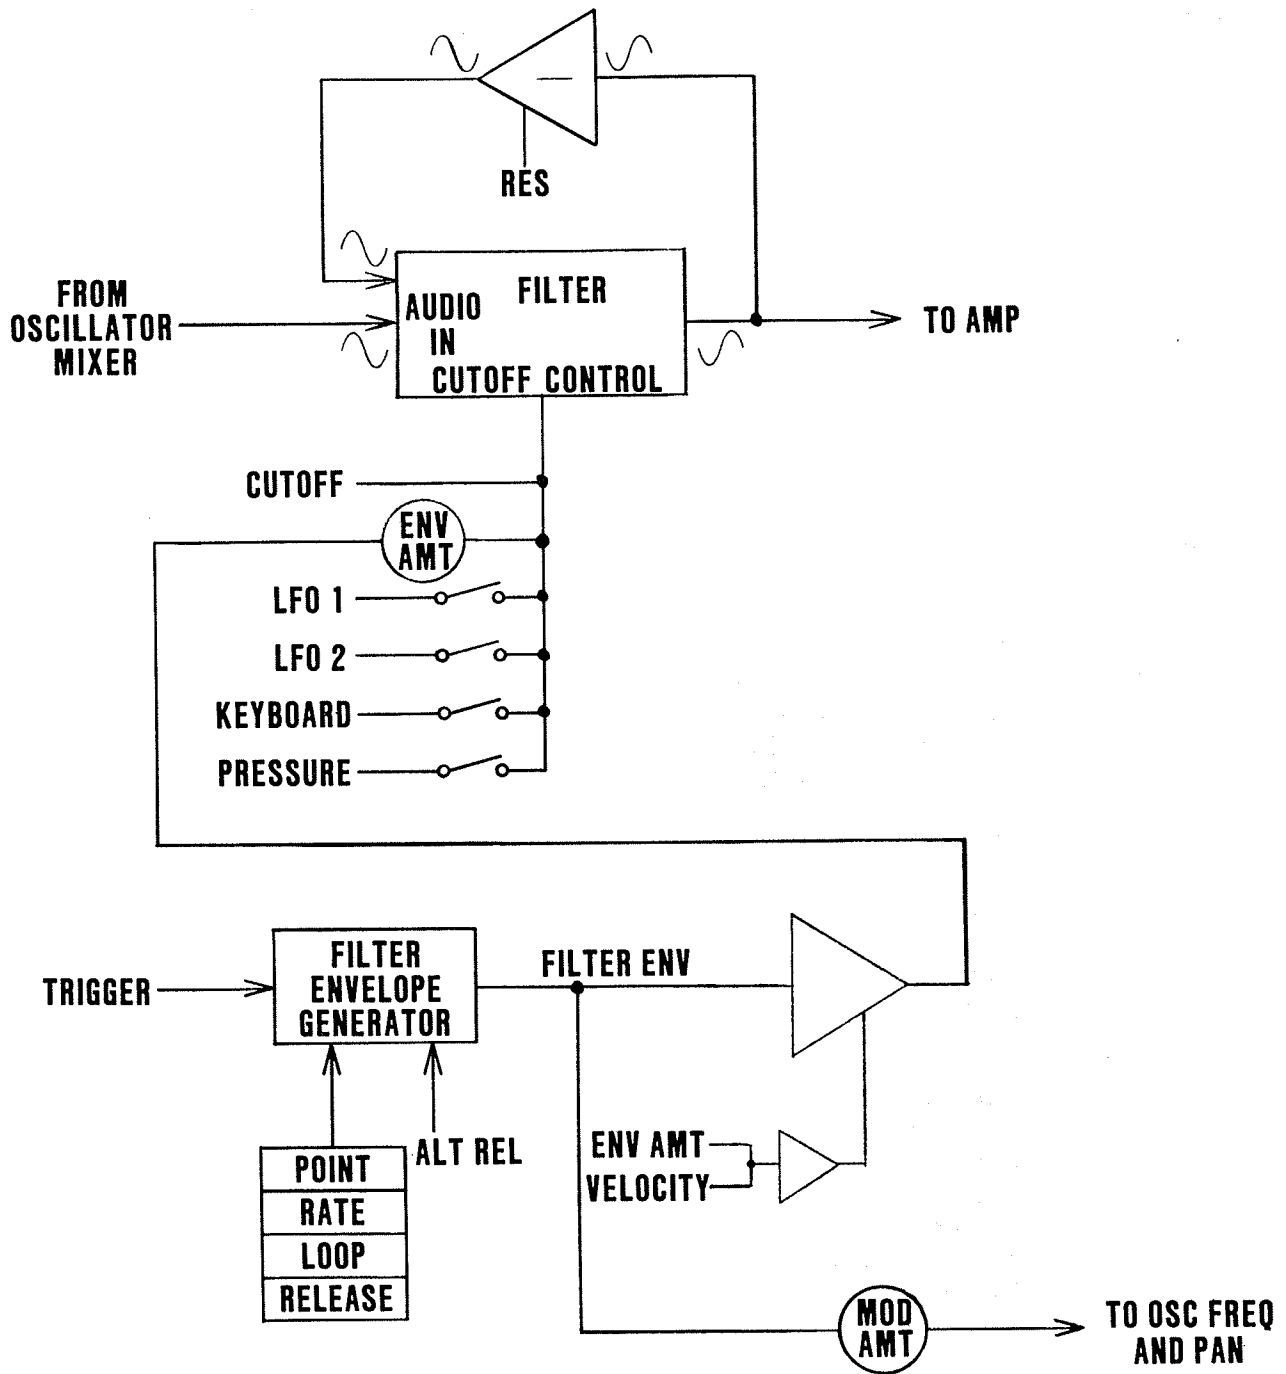 RES
FROM
OSCILLATOR
MIXER
FILTER
AUDIO
IN
CUTOFF CONTROL
TO AMP
CUTOFF
ENV
AMT
LFO 1
LFO 2
KEYBOARD
PRESSURE
TRIGGER
FILTER
ENVELOPE
GENERATOR
FILTER ENV
ALT REL
POINT
RATE
LOOP
RELEASE
ENV AMT
VELOCITY
MOD
AMT
TO OSC FREQ
AND PAN